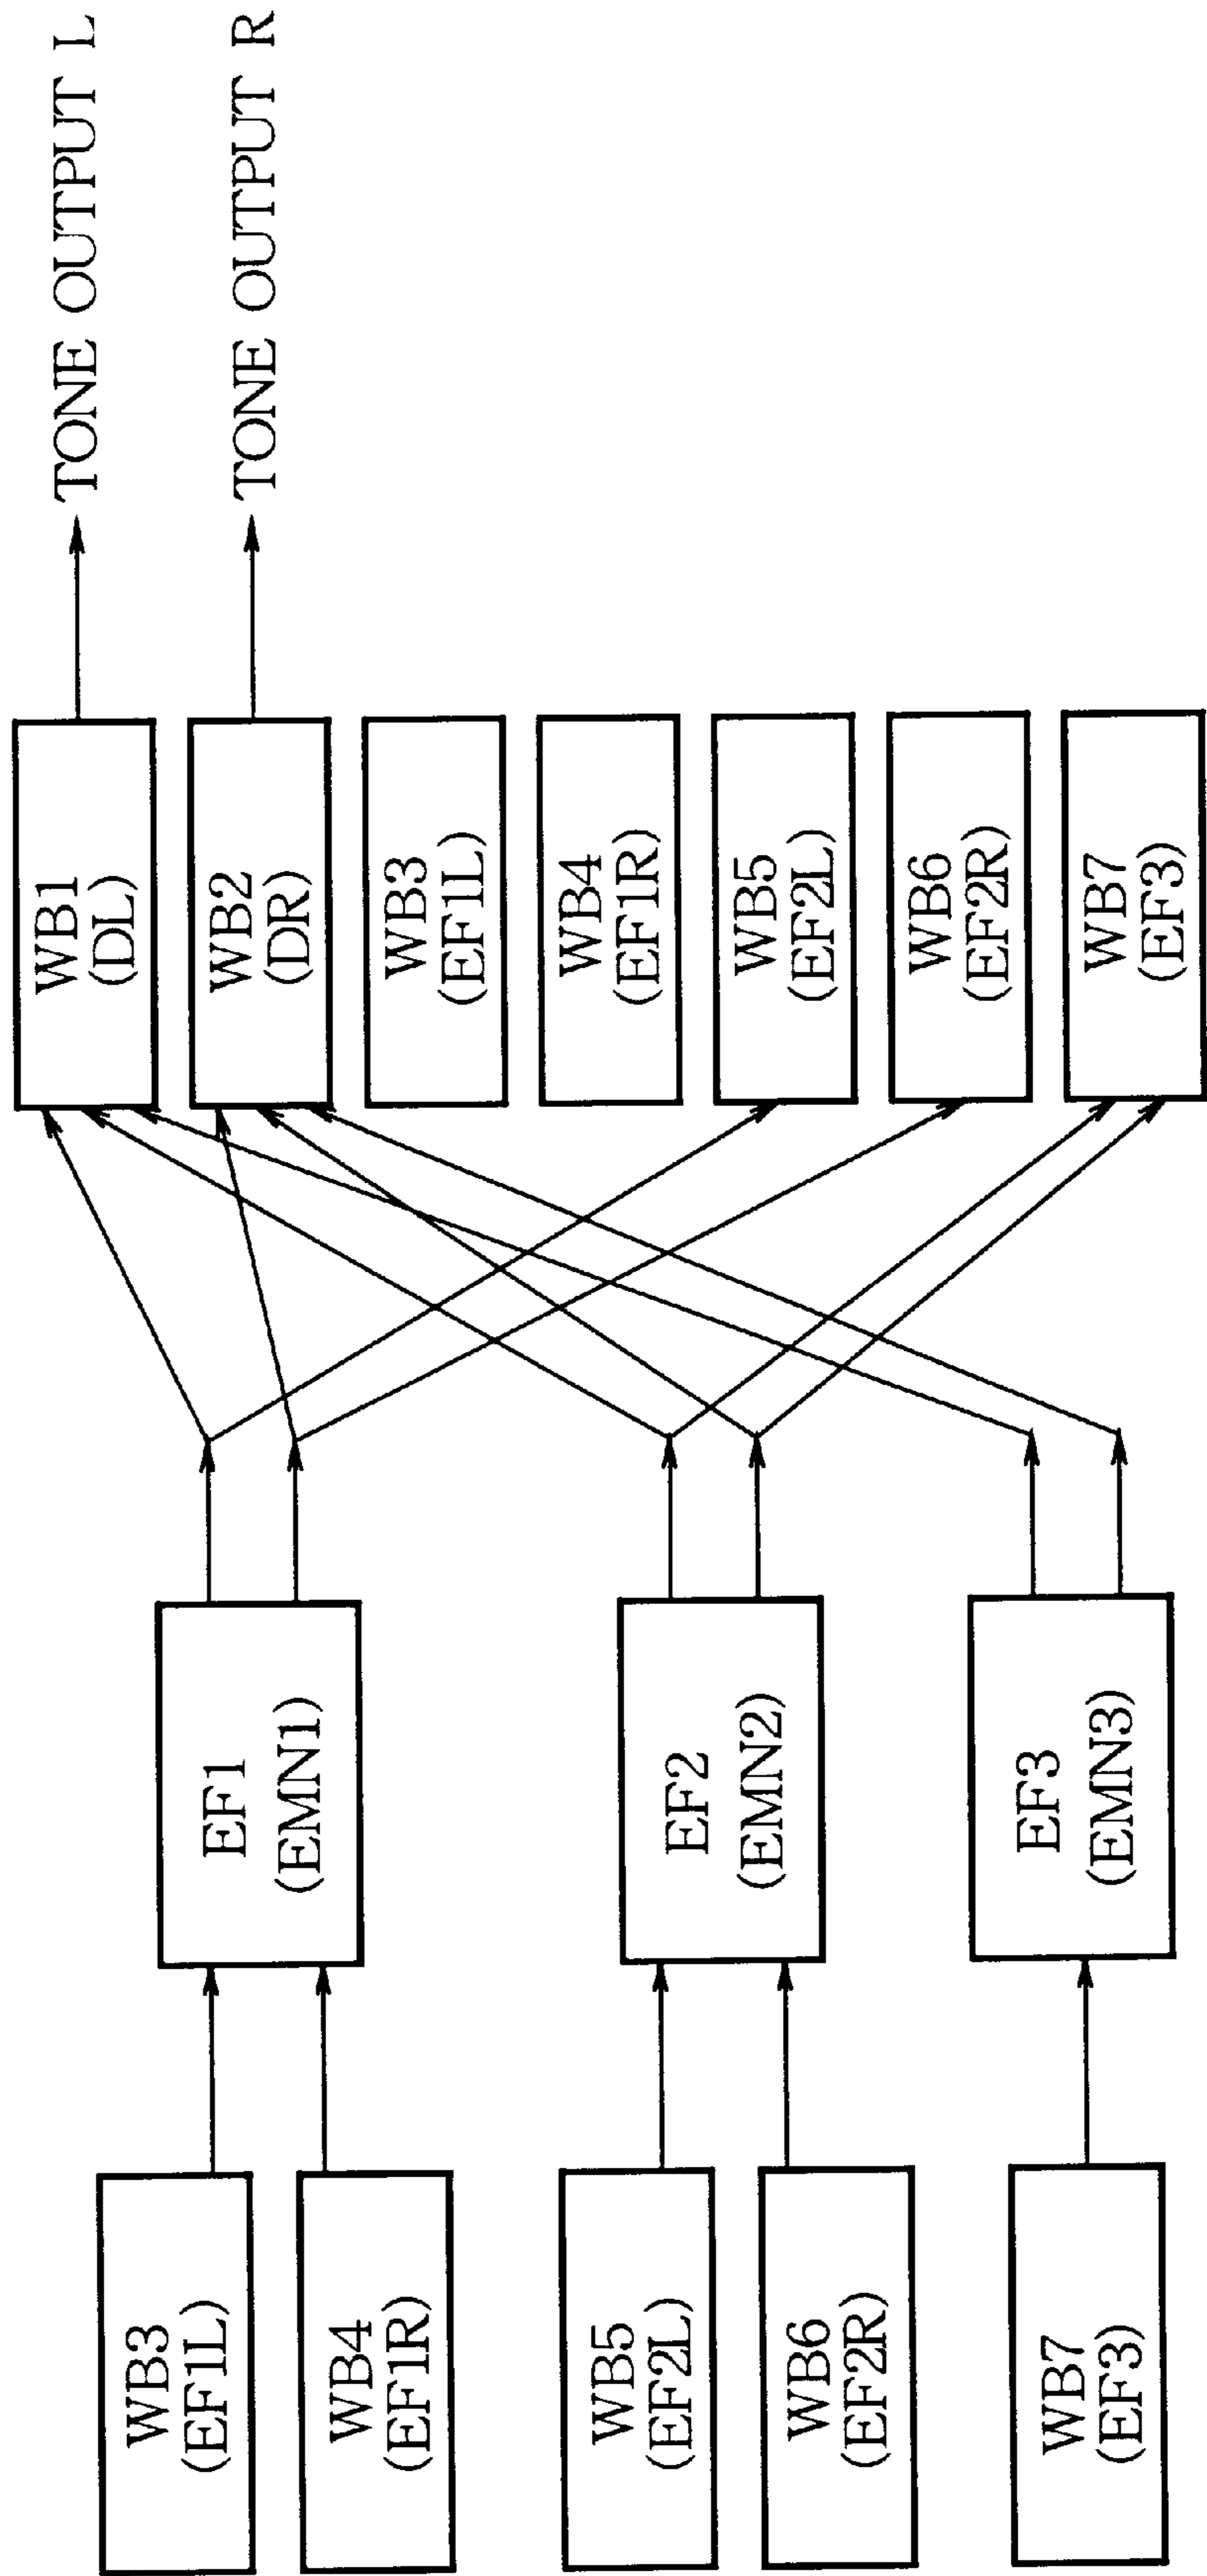 WB3
(EF1L)
WB4
(EF1R)
WB5
(EF2L)
WB6
(EF2R)
WB7
(EF3)
EF1
(EMN1)
EF2
(EMN2)
EF3
(EMN3)
WB1
(DL)
WB2
(DR)
WB3
(EF1L)
WB4
(EF1R)
WB5
(EF2L)
WB6
(EF2R)
WB7
(EF3)
TONE OUTPUT L
TONE OUTPUT R